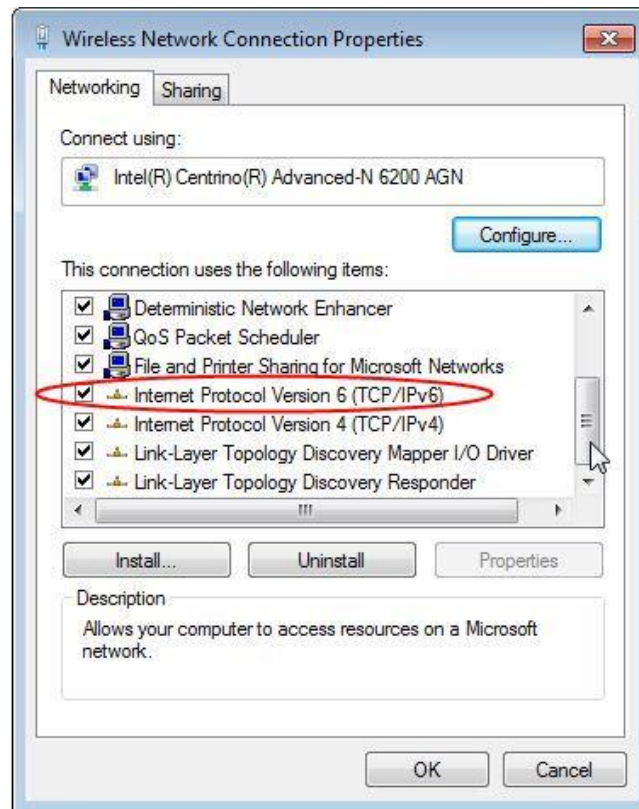 Wireless Network Connection Properties
Networking
Sharing
Connect using:
Intel(R) Centrino(R) Advanced-N 6200 AGN
Configure...
This connection uses the following items:
Deterministic Network Enhancer
QoS Packet Scheduler
File and Printer Sharing for Microsoft Networks
Internet Protocol Version 6 (TCP/IPv6)
Internet Protocol Version 4 (TCP/IPv4)
Link-Layer Topology Discovery Mapper I/O Driver
Link-Layer Topology Discovery Responder
Install...
Uninstall
Properties
Description
Allows your computer to access resources on a Microsoft
network.
OK
Cancel